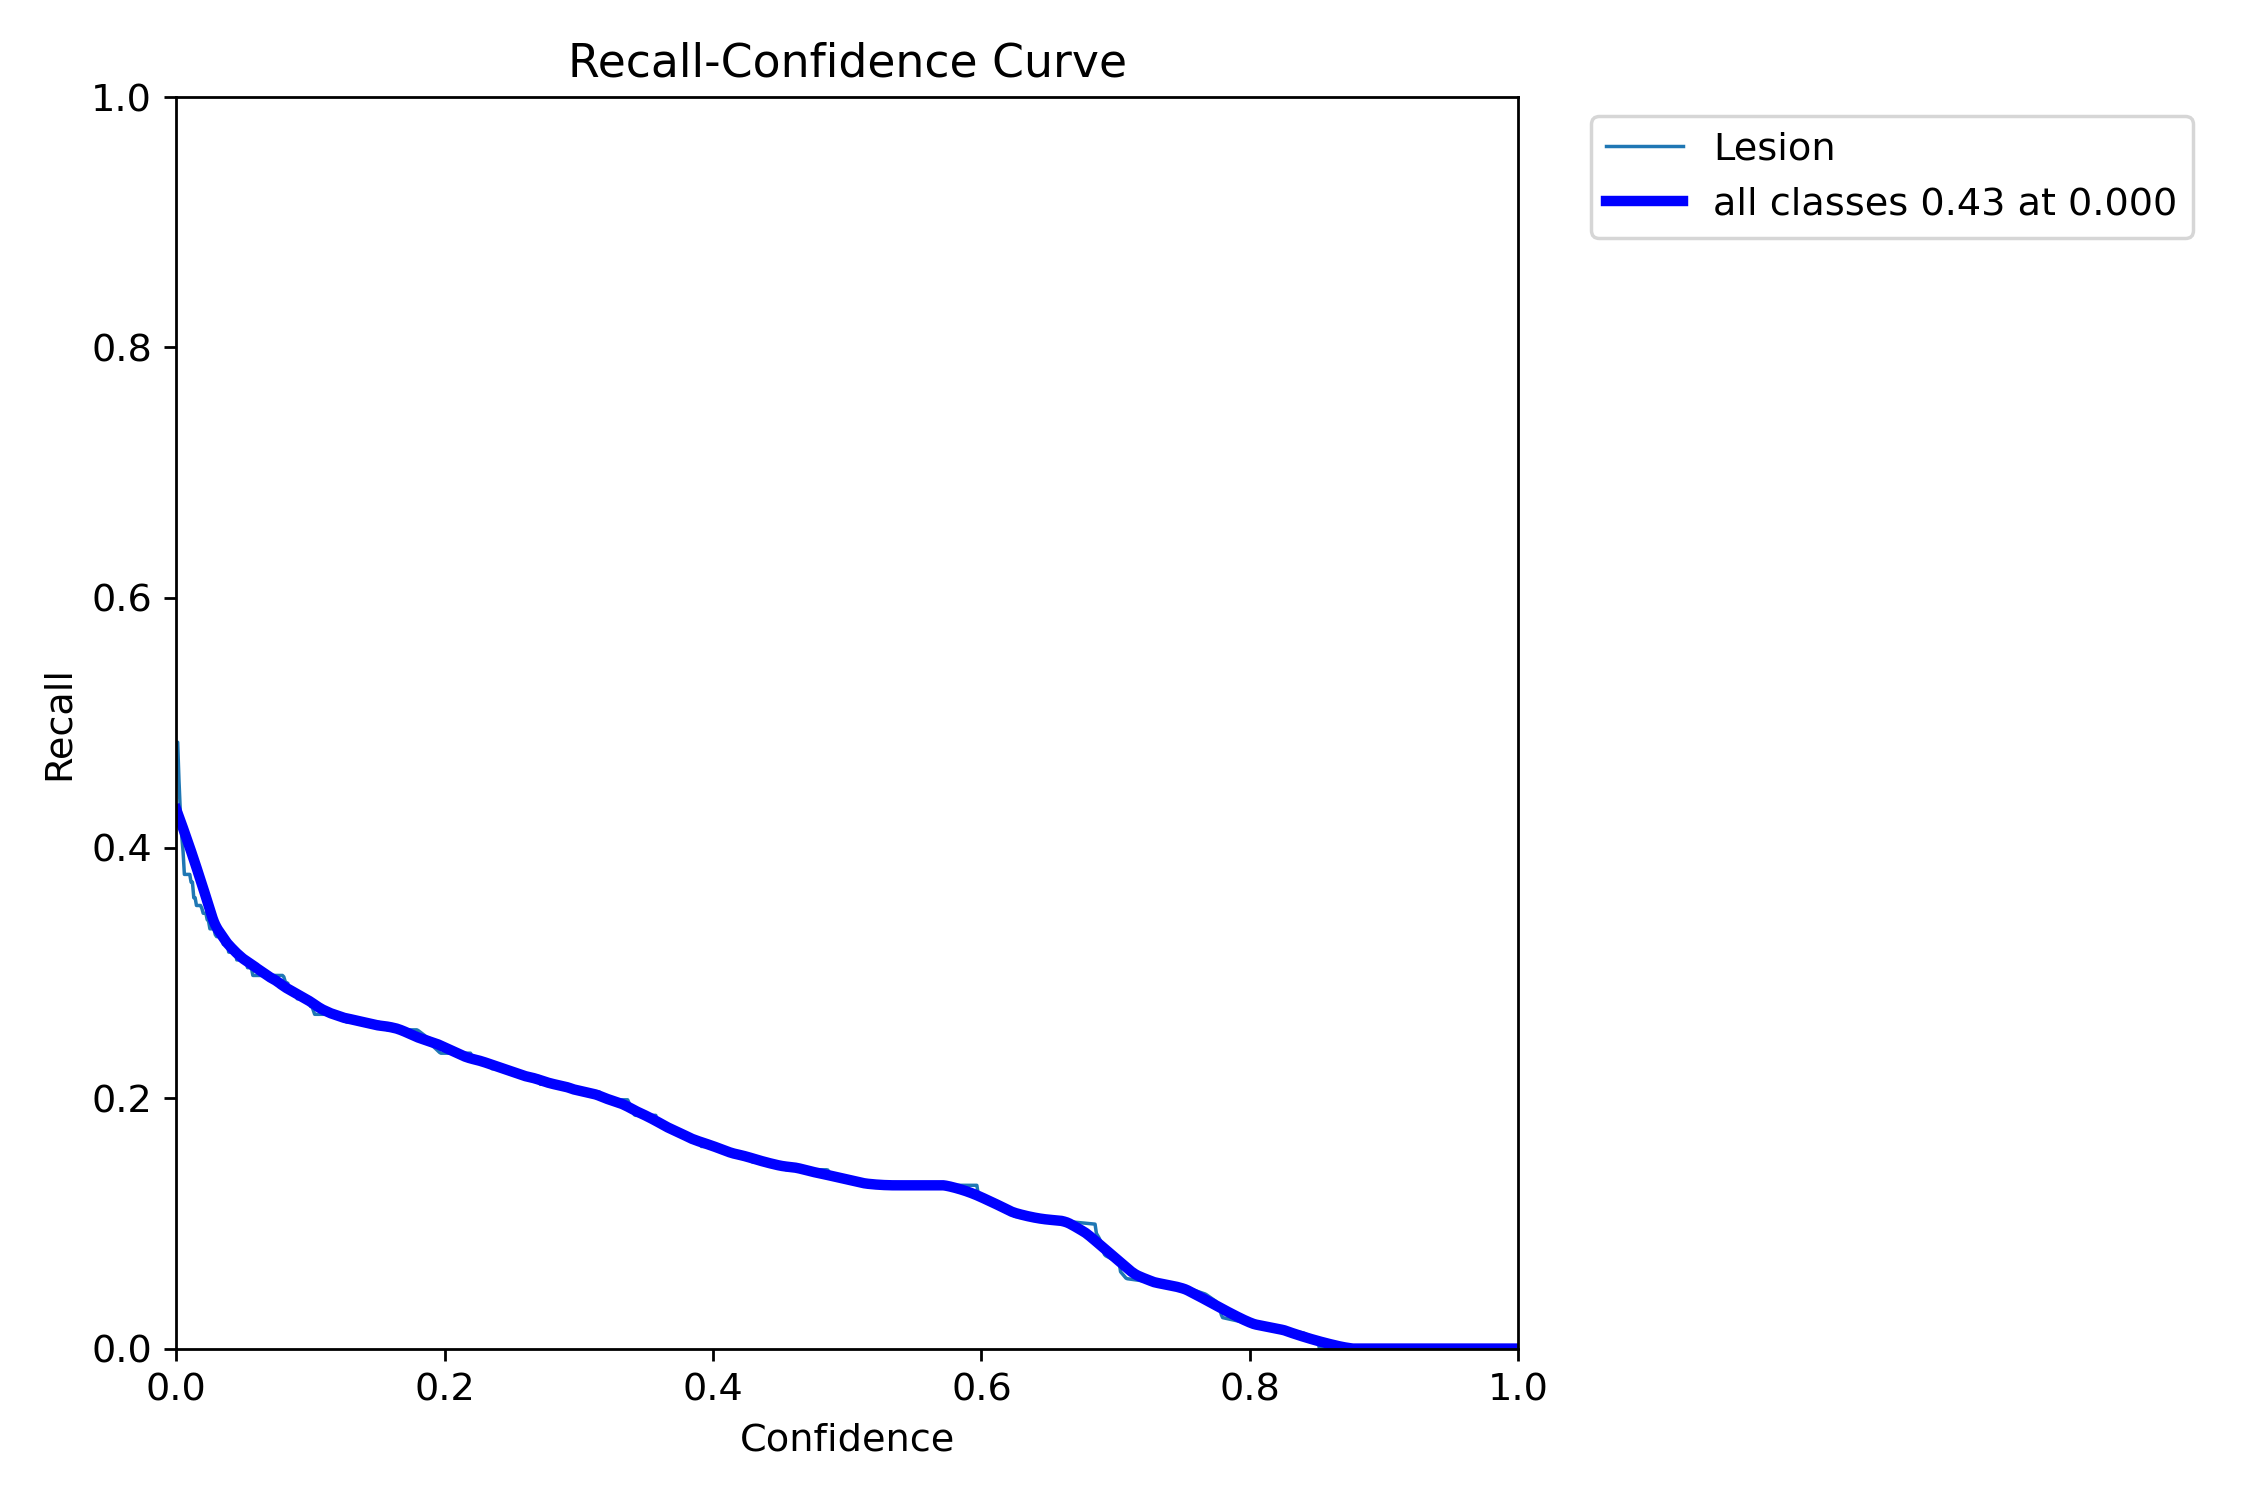 Recall-Confidence Curve
1.0
0.8
0.6
0.4
0.2
0.0
Recall
0.0 0.2 0.4 0.6 0.8 1.0
Confidence
Lesion
all classes 0.43 at 0.000